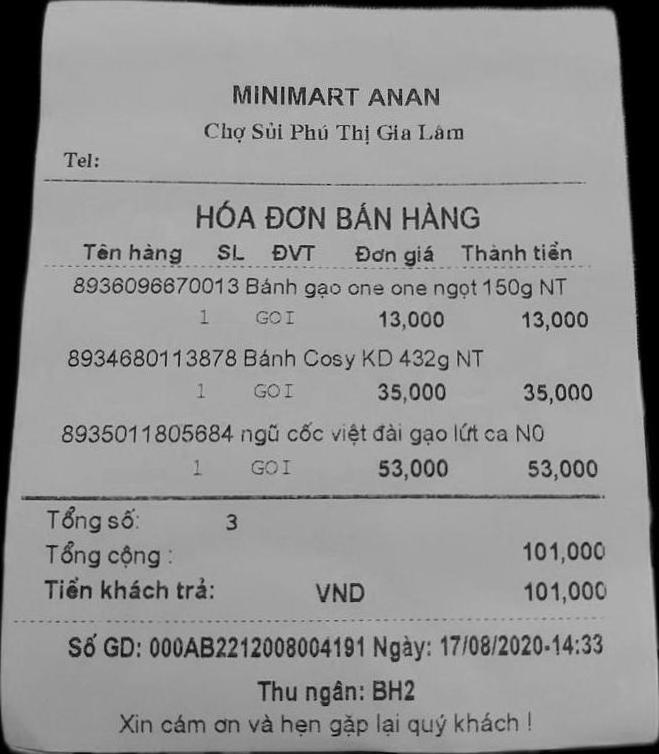 MINIMART ANAN
Chợ Sủi Phú Thị Gia Lâm
Tel:
HÓA ĐƠN BÁN HÀNG
Tên hàng SL ĐVT Đơn giá Thành tiền
8936096670013 Bánh gạo one one ngọt 150g NT
1 GOI 13,000 13,000
8934680113878 Bánh Cosy KD 432g NT
1 GOI 35,000 35,000
8935011805684 ngũ cốc việt đài gạo lứt ca N0
1 GOI 53,000 53,000
Tổng số: 3
Tổng cộng : 101,000
Tiền khách trả: VND 101,000
Số GD: 000AB2212008004191 Ngày: 17/08/2020-14:33
Thu ngân: BH2
Xin cám ơn và hẹn gặp lại quý khách !